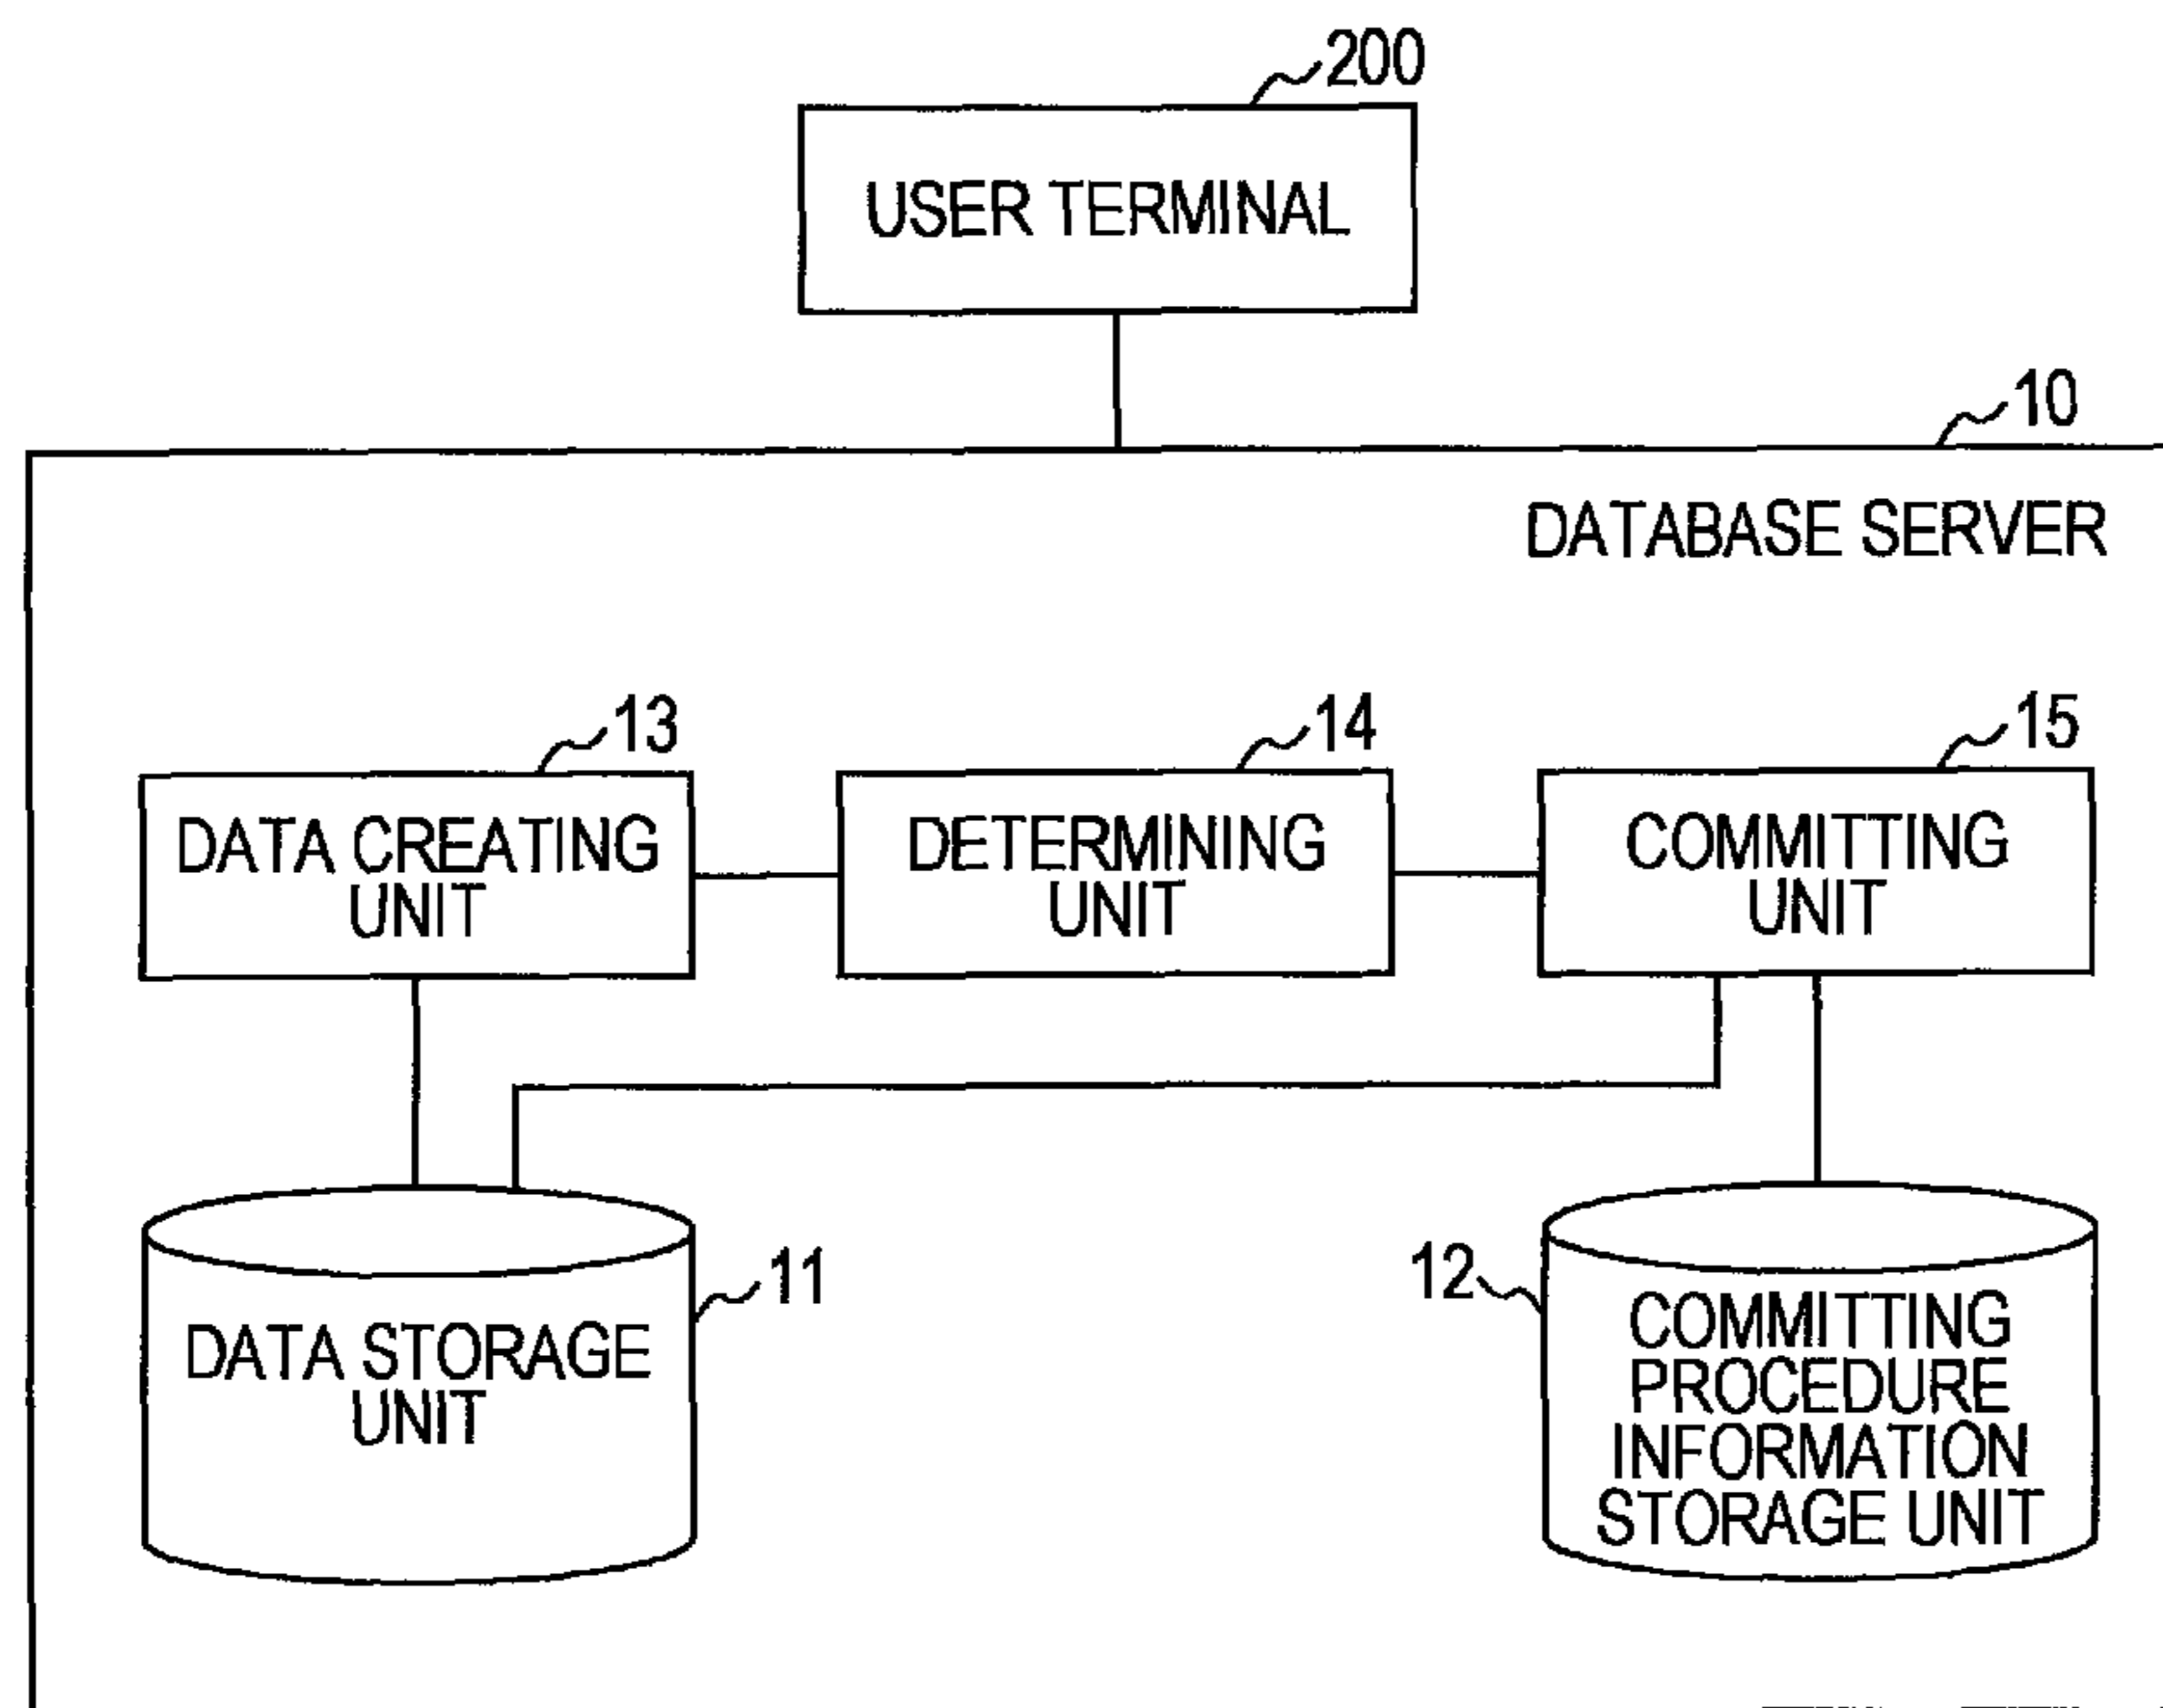 200
USER TERMINAL
10
DATABASE SERVER
13
14
15
DATA CREATING
UNIT
DETERMINING
UNIT
COMMITTING
UNIT
11
12
DATA STORAGE
UNIT
COMMITTING
PROCEDURE
INFORMATION
STORAGE UNIT